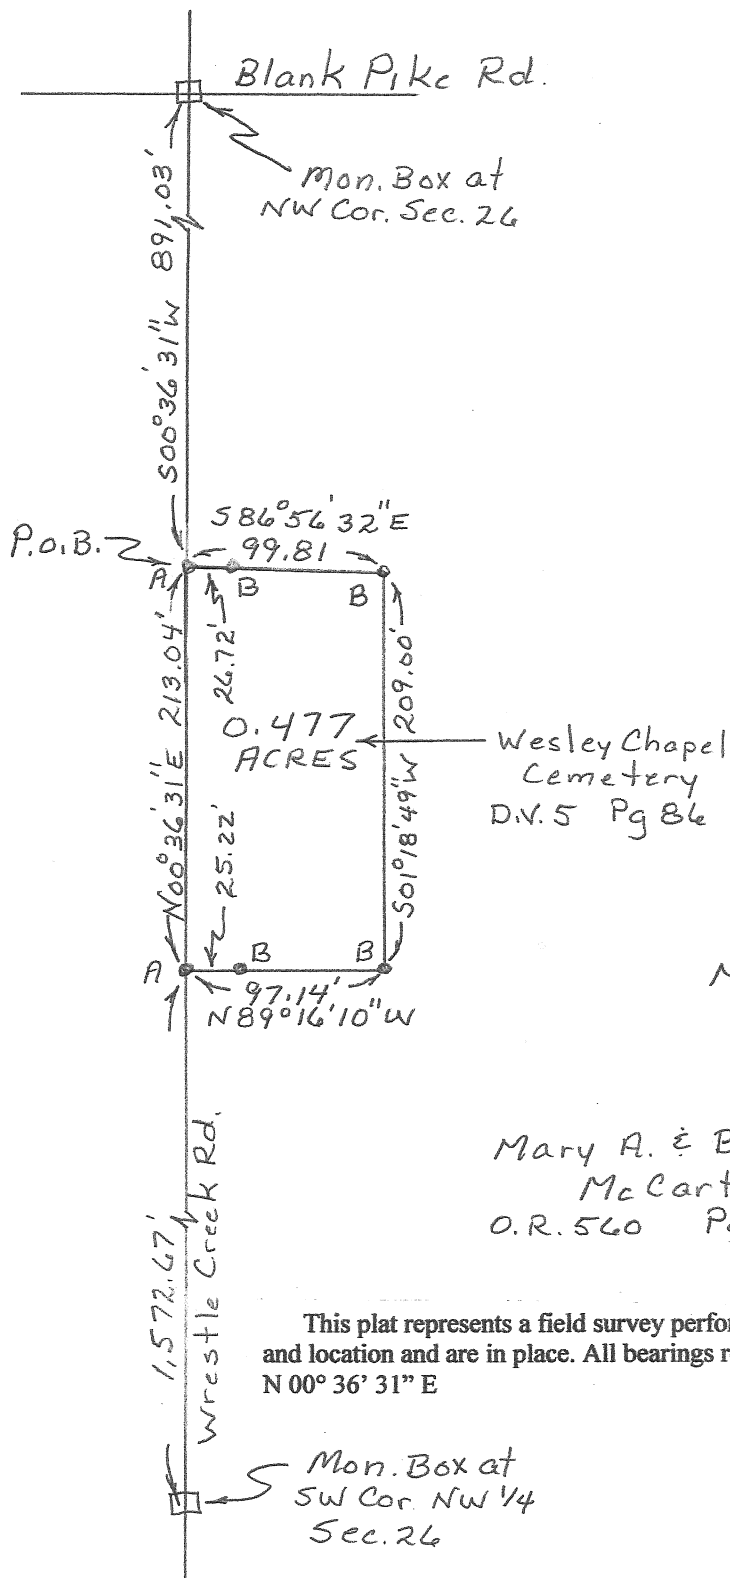 Blank Pike Rd.
Mon. Box at
NW Cor. Sec. 26
S00°36'31"W 891.03'
S86°56'32"E
99.81
P.O.B.
A
B
B
26.72'
N00°36'31"E 213.04'
S01°18'49"W 209.00'
0.477
ACRES
Wesley Chapel
Cemetery
D.V. 5 Pg 86
25.22'
A
B
B
97.14'
N89°16'10"W
Mary A. & B
McCart
O.R. 560 P
1,572.67'
Wrestle Creek Rd.
This plat represents a field survey perfor
and location and are in place. All bearings r
N 00° 36' 31” E
Mon. Box at
SW Cor. NW 1/4
Sec. 26